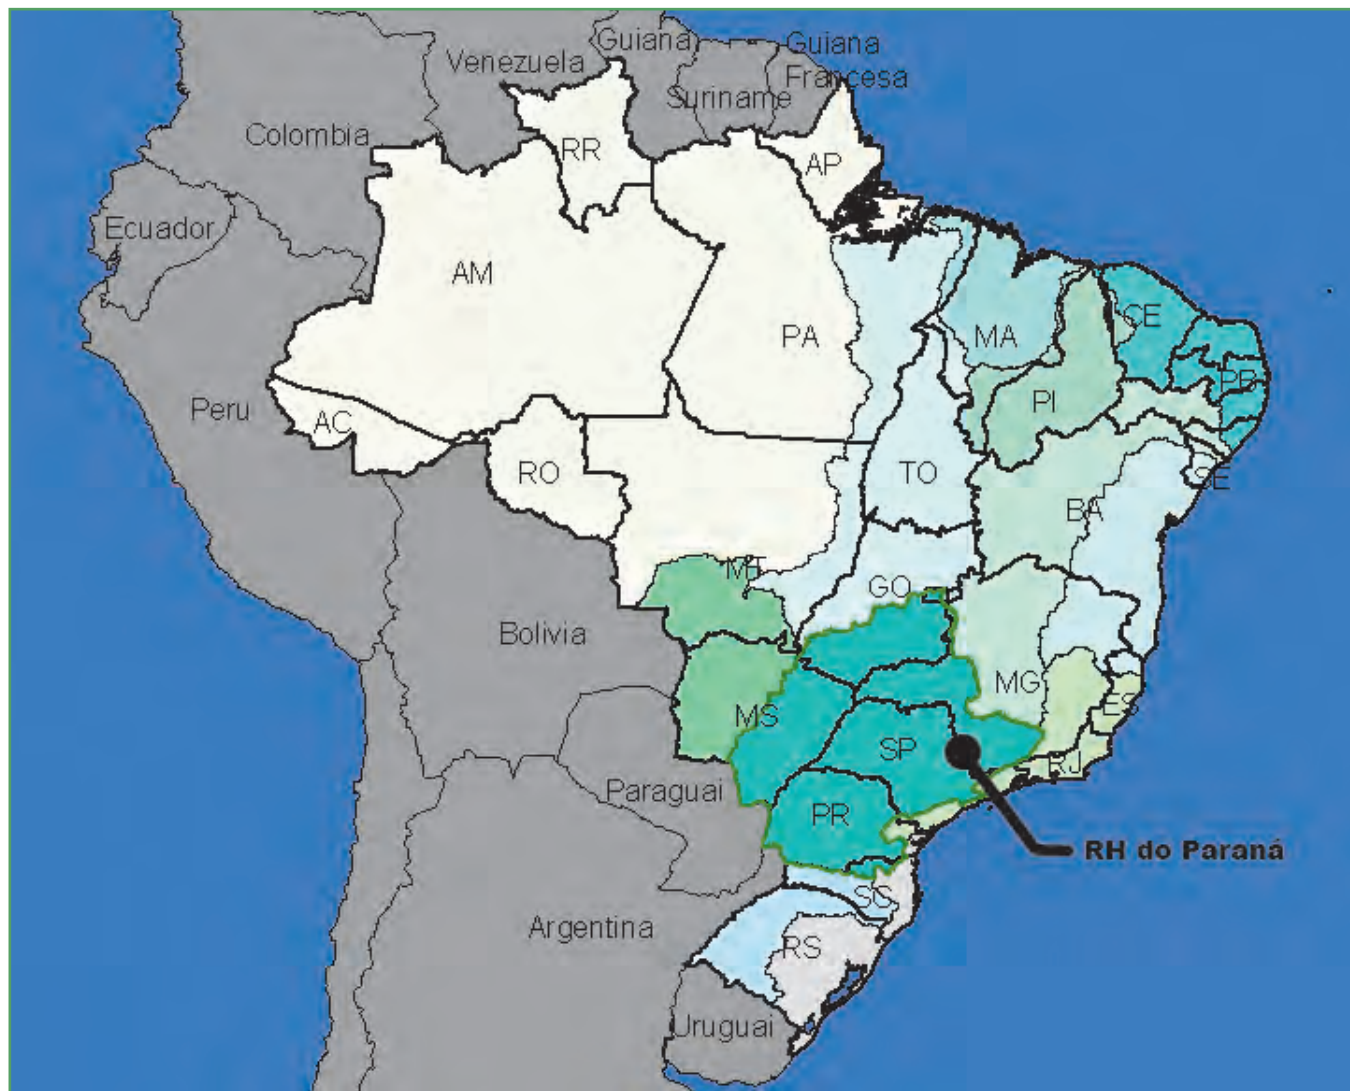 Guiana
Guiana
Francesa
Venezuela
Suriname
Colombia
RR
AP
Ecuador
AM
PA
MA
CE
PB
Peru
AC
PI
RO
TO
SE
BA
MT
GO
Bolivia
MG
ES
MS
SP
RJ
Paraguai
PR
RH do Paraná
SC
Argentina
RS
Uruguai